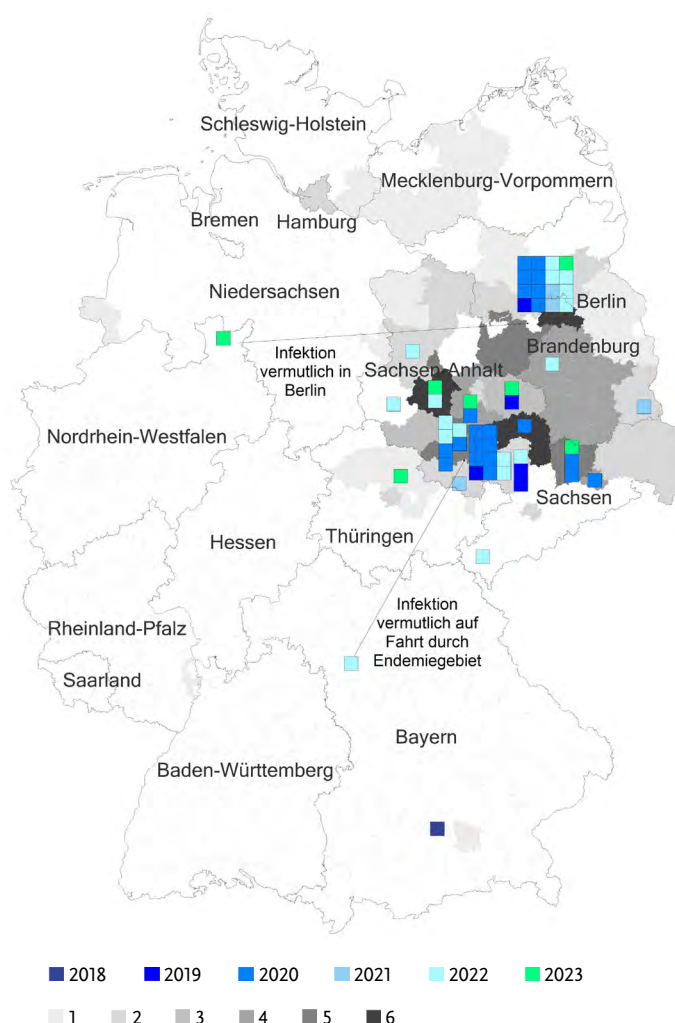 Schleswig-Holstein
Mecklenburg-Vorpommern
Bremen
Hamburg
Niedersachsen
Berlin
Infektion
vermutlich in
Berlin
Brandenburg
Sachsen-Anhalt
Nordrhein-Westfalen
Sachsen
Thüringen
Hessen
Infektion
vermutlich auf
Fahrt durch
Endemiegebiet
Rheinland-Pfalz
Saarland
Bayern
Baden-Württemberg
2018 2019 2020 2021 2022 2023
1 2 3 4 5 6